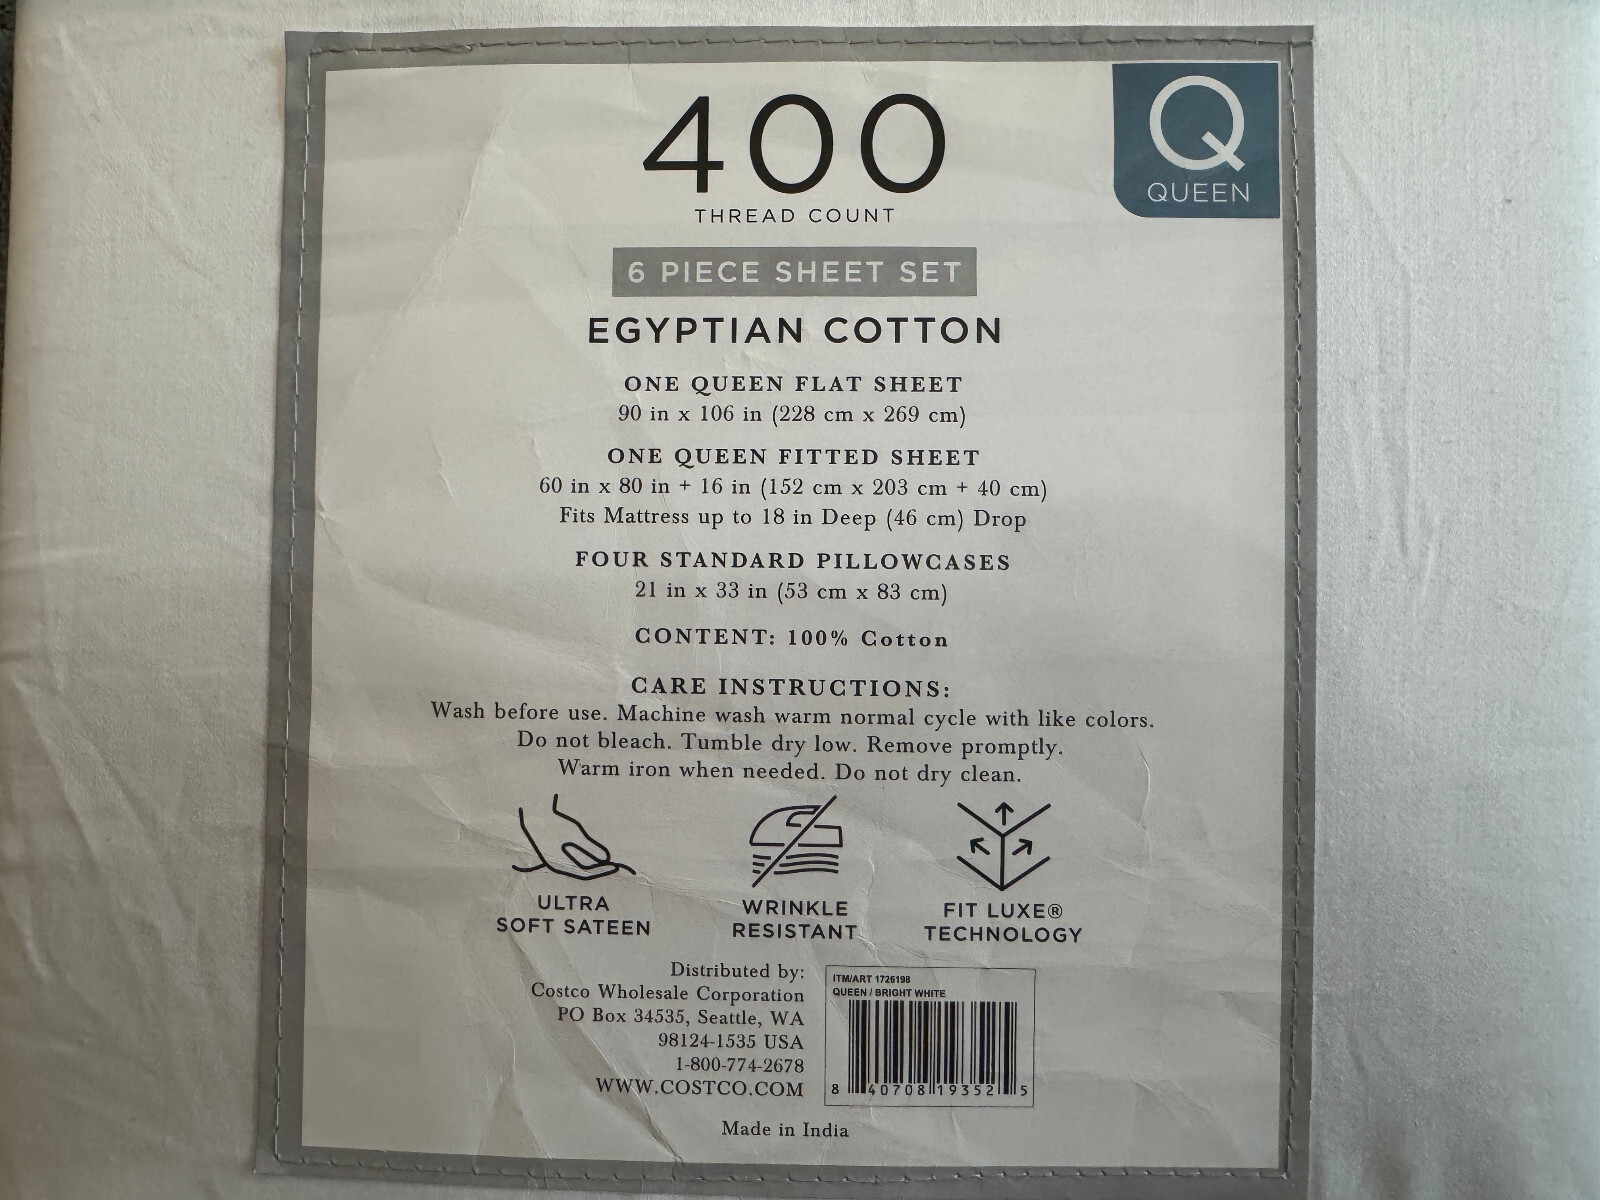 400
THREAD COUNT
Q
QUEEN
6 PIECE SHEET SET
EGYPTIAN COTTON
ONE QUEEN FLAT SHEET
90 in x 106 in (228 cm x 269 cm)
ONE QUEEN FITTED SHEET
60 in x 80 in + 16 in (152 cm x 203 cm + 40 cm)
Fits Mattress up to 18 in Deep (46 cm) Drop
FOUR STANDARD PILLOWCASES
21 in x 33 in (53 cm x 83 cm)
CONTENT: 100% Cotton
CARE INSTRUCTIONS:
Wash before use. Machine wash warm normal cycle with like colors.
Do not bleach. Tumble dry low. Remove promptly.
Warm iron when needed. Do not dry clean.
ULTRA
SOFT SATEEN
WRINKLE
RESISTANT
FIT LUXE®
TECHNOLOGY
Distributed by:
Costco Wholesale Corporation
PO Box 34535, Seattle, WA
98124-1535 USA
1-800-774-2678
WWW.COSTCO.COM
ITM/ART 1726198
QUEEN / BRIGHT WHITE
8 40708 19352 5
Made in India